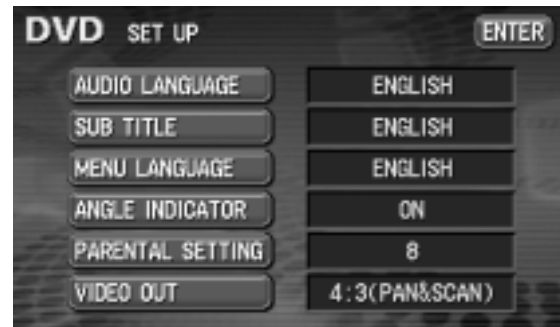 DVD SET UP ENTER
AUDIO LANGUAGE ENGLISH
SUB TITLE ENGLISH
MENU LANGUAGE ENGLISH
ANGLE INDICATOR ON
PARENTAL SETTING 8
VIDEO OUT 4:3(PAN&SCAN)